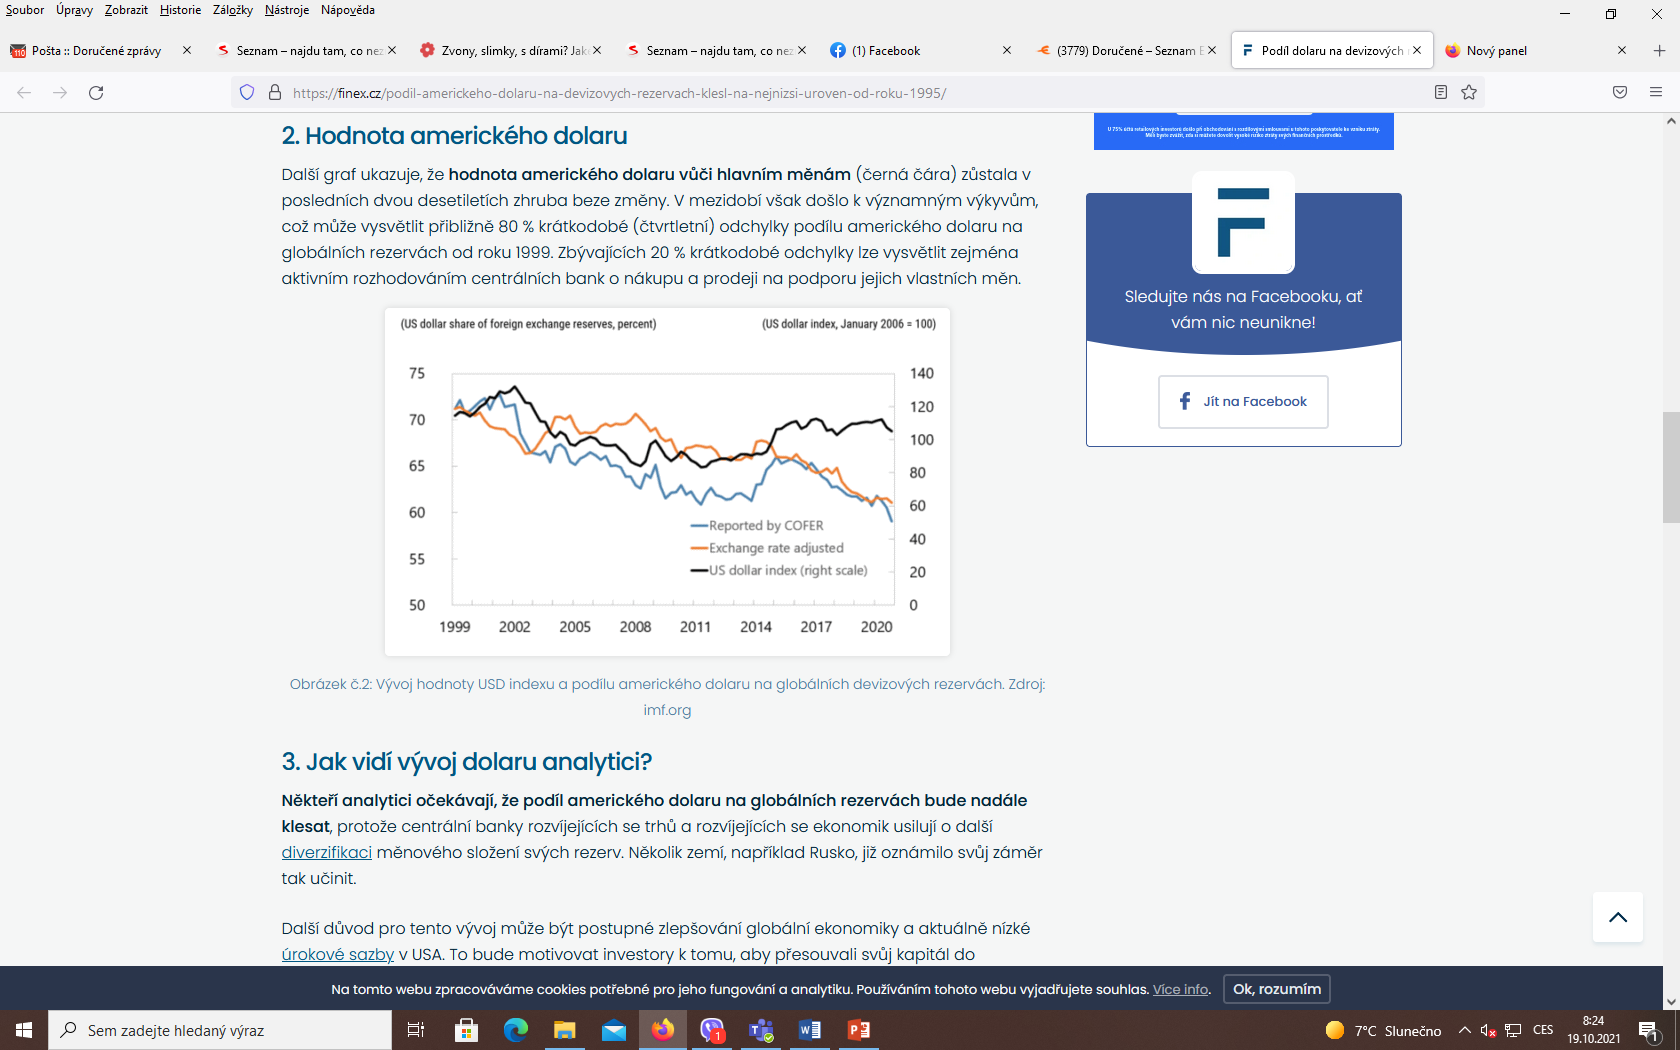 Soubor Úpravy Zobrazit Historie Záložky Nástroje Nápověda
Pošta :: Doručené zprávy
Seznam – najdu tam, co nez
Zvony, slimky, s dírami? Jak
Seznam – najdu tam, co nez
(1) Facebook
(3779) Doručené – Seznam E
Podíl dolaru na devizových
Nový panel
https://finex.cz/podil-americkeho-dolaru-na-devizovych-rezervach-klesl-na-nejnizsi-uroven-od-roku-1995/
2. Hodnota amerického dolaru
Další graf ukazuje, že hodnota amerického dolaru vůči hlavním měnám (černá čára) zůstala v
posledních dvou desetiletích zhruba beze změny. V mezidobí však došlo k významným výkyvům,
což může vysvětlit přibližně 80 % krátkodobé (čtvrtletní) odchylky podílu amerického dolaru na
globálních rezervách od roku 1999. Zbývajících 20 % krátkodobé odchylky lze vysvětlit zejména
aktivním rozhodováním centrálních bank o nákupu a prodeji na podporu jejich vlastních měn.
(US dollar share of foreign exchange reserves, percent) (US dollar index, January 2006 = 100)
75 140
70 120
65 100
60 80
55 60
50 40
20
0
Reported by COFER
Exchange rate adjusted
US dollar index (right scale)
1999 2002 2005 2008 2011 2014 2017 2020
Obrázek č.2: Vývoj hodnoty USD indexu a podílu amerického dolaru na globálních devizových rezervách. Zdroj:
imf.org
3. Jak vidí vývoj dolaru analytici?
Někteří analytici očekávají, že podíl amerického dolaru na globálních rezervách bude nadále
klesat, protože centrální banky rozvíjejících se trhů a rozvíjejících se ekonomik usilují o další
diverzifikaci měnového složení svých rezerv. Několik zemí, například Rusko, již oznámilo svůj záměr
tak učinit.
Další důvod pro tento vývoj může být postupné zlepšování globální ekonomiky a aktuálně nízké
úrokové sazby v USA. To bude motivovat investory k tomu, aby přesouvali svůj kapitál do
Sledujte nás na Facebooku, ať
vám nic neunikne!
Jít na Facebook
Na tomto webu zpracováváme cookies potřebné pro jeho fungování a analytiku. Používáním tohoto webu vyjadřujete souhlas. Více info. Ok, rozumím
Sem zadejte hledaný výraz
7°C Slunečno
CES
8:24
19.10.2021